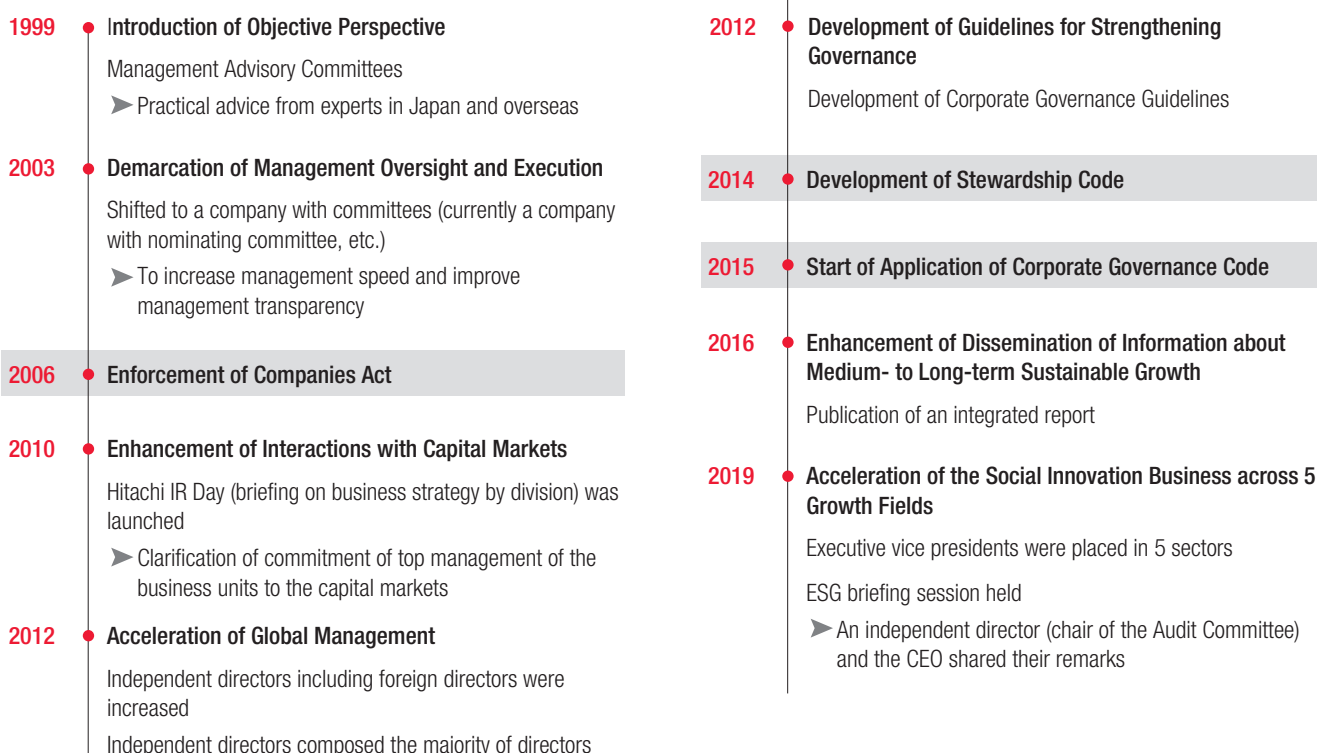 1999
Introduction of Objective Perspective
Management Advisory Committees
➤ Practical advice from experts in Japan and overseas
2003
Demarcation of Management Oversight and Execution
Shifted to a company with committees (currently a company
with nominating committee, etc.)
➤ To increase management speed and improve
management transparency
2006
Enforcement of Companies Act
2010
Enhancement of Interactions with Capital Markets
Hitachi IR Day (briefing on business strategy by division) was
launched
➤ Clarification of commitment of top management of the
business units to the capital markets
2012
Acceleration of Global Management
Independent directors including foreign directors were
increased
Independent directors composed the majority of directors
2012
Development of Guidelines for Strengthening
Governance
Development of Corporate Governance Guidelines
2014
Development of Stewardship Code
2015
Start of Application of Corporate Governance Code
2016
Enhancement of Dissemination of Information about
Medium- to Long-term Sustainable Growth
Publication of an integrated report
2019
Acceleration of the Social Innovation Business across 5
Growth Fields
Executive vice presidents were placed in 5 sectors
ESG briefing session held
➤ An independent director (chair of the Audit Committee)
and the CEO shared their remarks